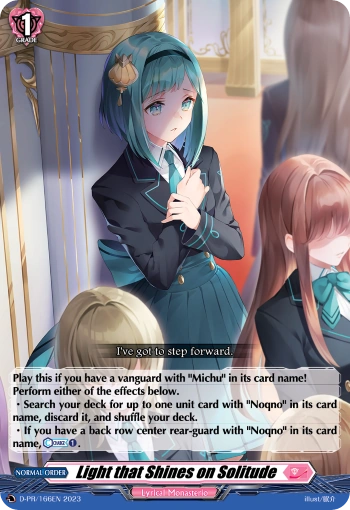 1
GRADE
I've got to step forward.
Play this if you have a vanguard with "Michu" in its card name!
Perform either of the effects below.
・Search your deck for up to one unit card with "Noqno" in its card
name, discard it, and shuffle your deck.
・If you have a back row center rear-guard with "Noqno" in its card
name, CHARGE 1.
NORMAL ORDER Light that Shines on Solitude
Lyrical Monasterio
D-PR/166EN 2023 illust/淵介